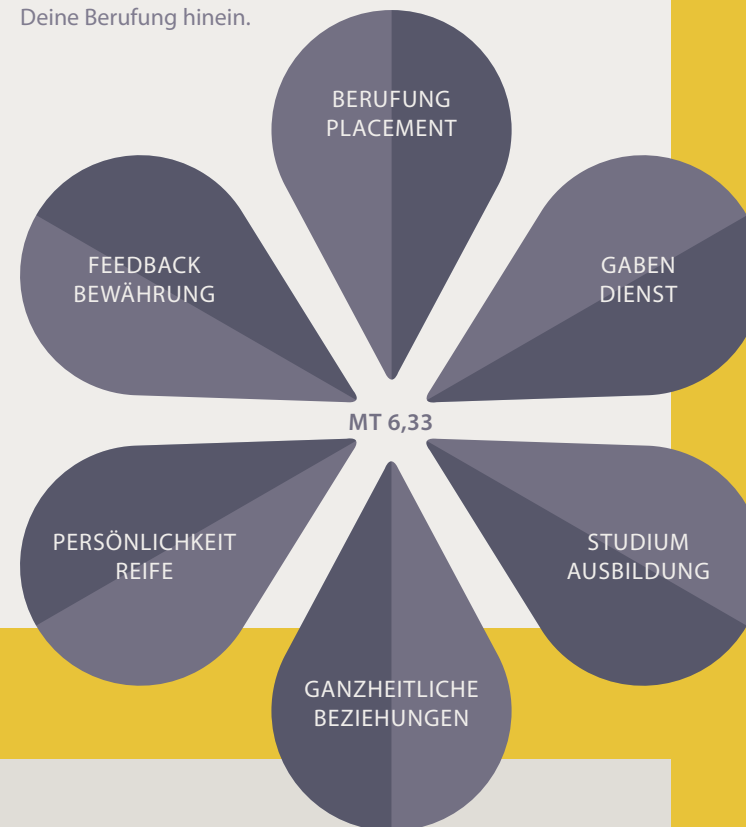 Deine Berufung hinein.
BERUFUNG
PLACEMENT
FEEDBACK
BEWÄHRUNG
GABEN
DIENST
MT 6,33
PERSÖNLICHKEIT
REIFE
STUDIUM
AUSBILDUNG
GANZHEITLICHE
BEZIEHUNGEN